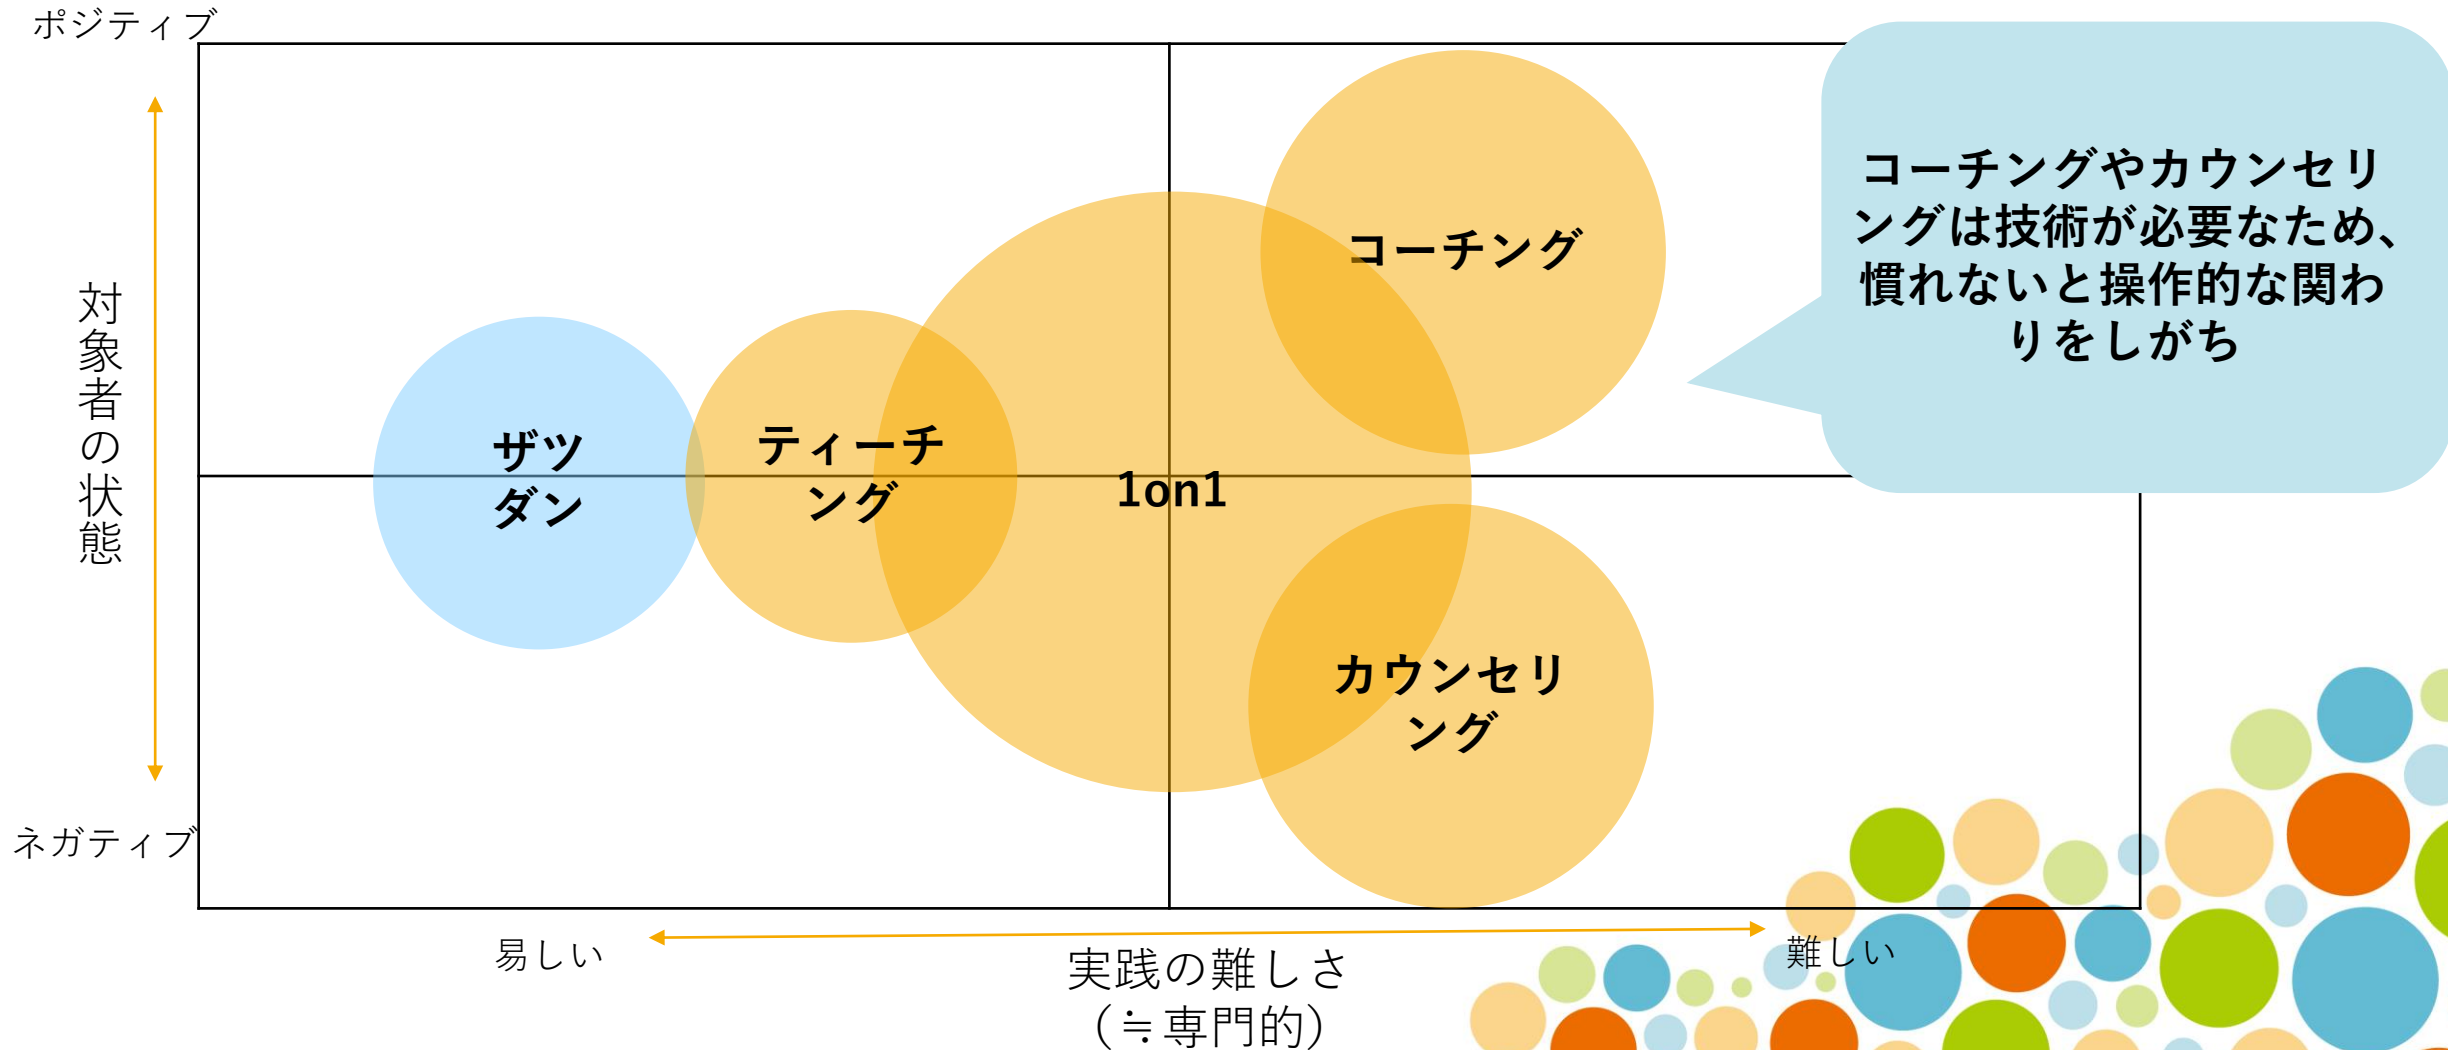 ポジティブ
対象者の状態
ネガティブ
ザツ
ダン
ティーチ
ング
1on1
コーチング
カウンセリ
ング
コーチングやカウンセリ
ングは技術が必要なため、
慣れないと操作的な関わ
りをしがち
易しい
実践の難しさ
（≒専門的）
難しい